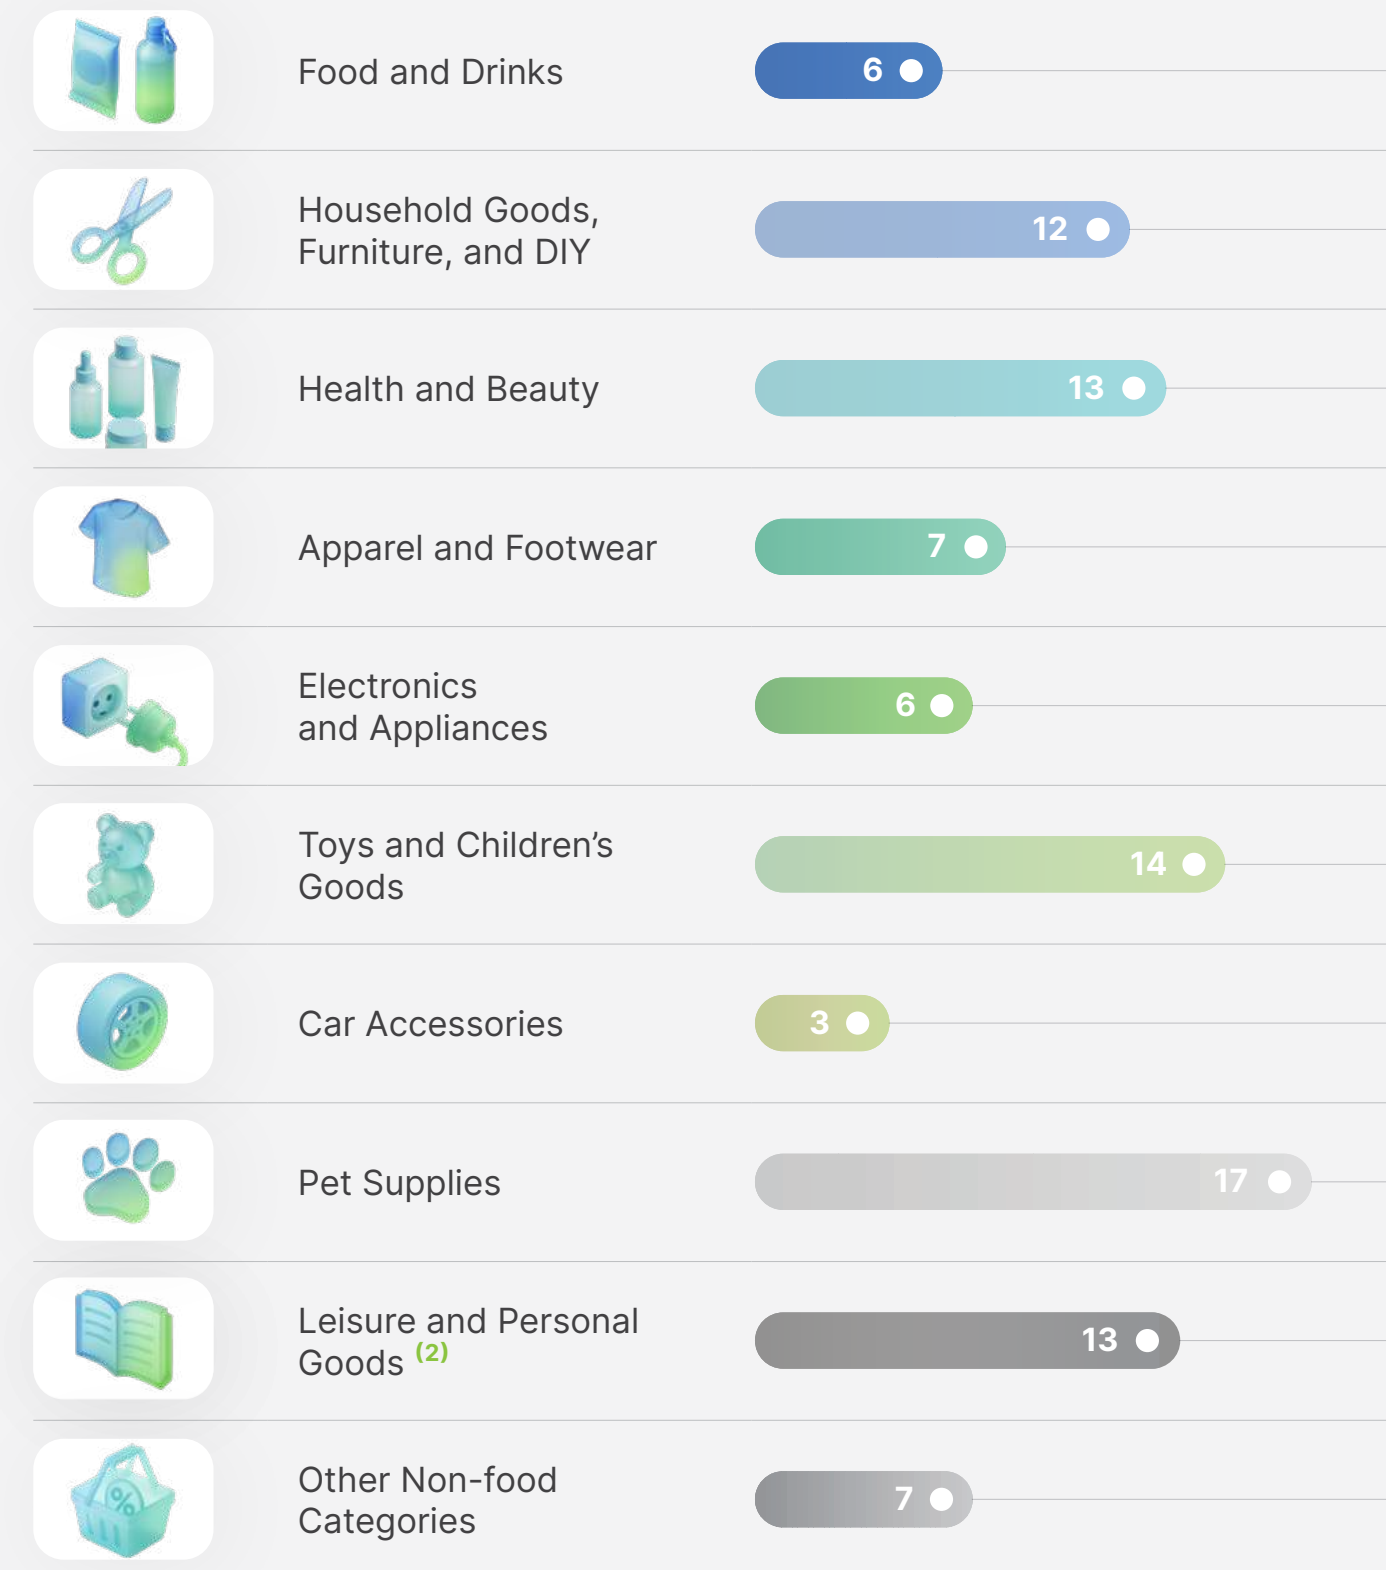 Food and Drinks
6
Household Goods,
Furniture, and DIY
12
Health and Beauty
13
Apparel and Footwear
7
Electronics
and Appliances
6
Toys and Children’s
Goods
14
Car Accessories
3
Pet Supplies
17
Leisure and Personal
Goods (2)
13
Other Non-food
Categories
7
%